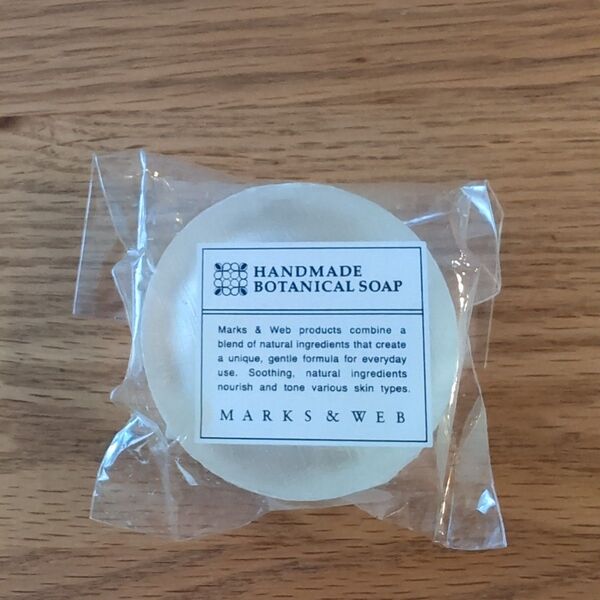 HANDMADE
BOTANICAL SOAP
Marks & Web products combine a
blend of natural ingredients that create
a unique, gentle formula for everyday
use. Soothing, natural ingredients
nourish and tone various skin types.
MARKS & WEB